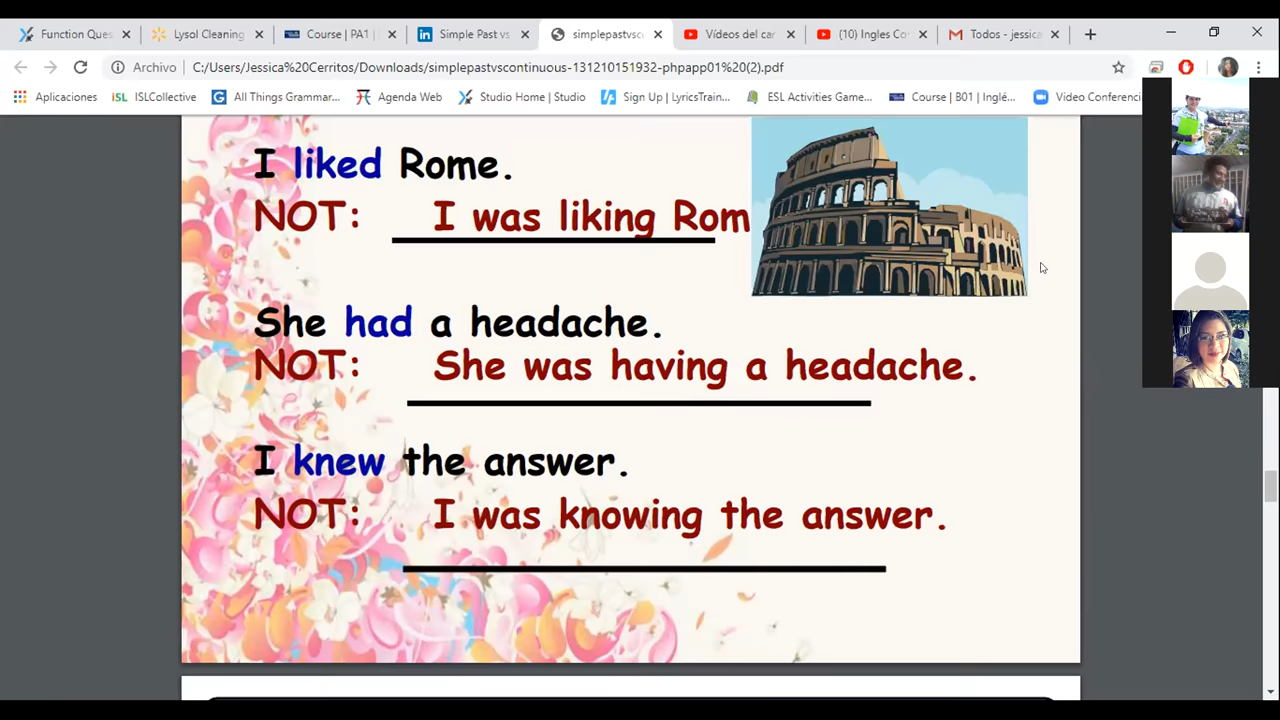 Function Ques
Lysol Cleaning
Course | PA1 |
Simple Past vs
simplepastvsc
Vídeos del car
(10) Ingles Co
Todos - jessica
Archivo
C:/Users/Jessica%20Cerritos/Downloads/simplepastvscontinuous-131210151932-phpapp01%20(2).pdf
Aplicaciones
iSL ISLCollective
All Things Grammar...
Agenda Web
Studio Home | Studio
Sign Up | LyricsTrain...
ESL Activities Game...
Course | B01 | Inglé...
Video Conferenci
I liked Rome.
NOT: I was liking Rom
She had a headache.
NOT: She was having a headache.
I knew the answer.
NOT: I was knowing the answer.